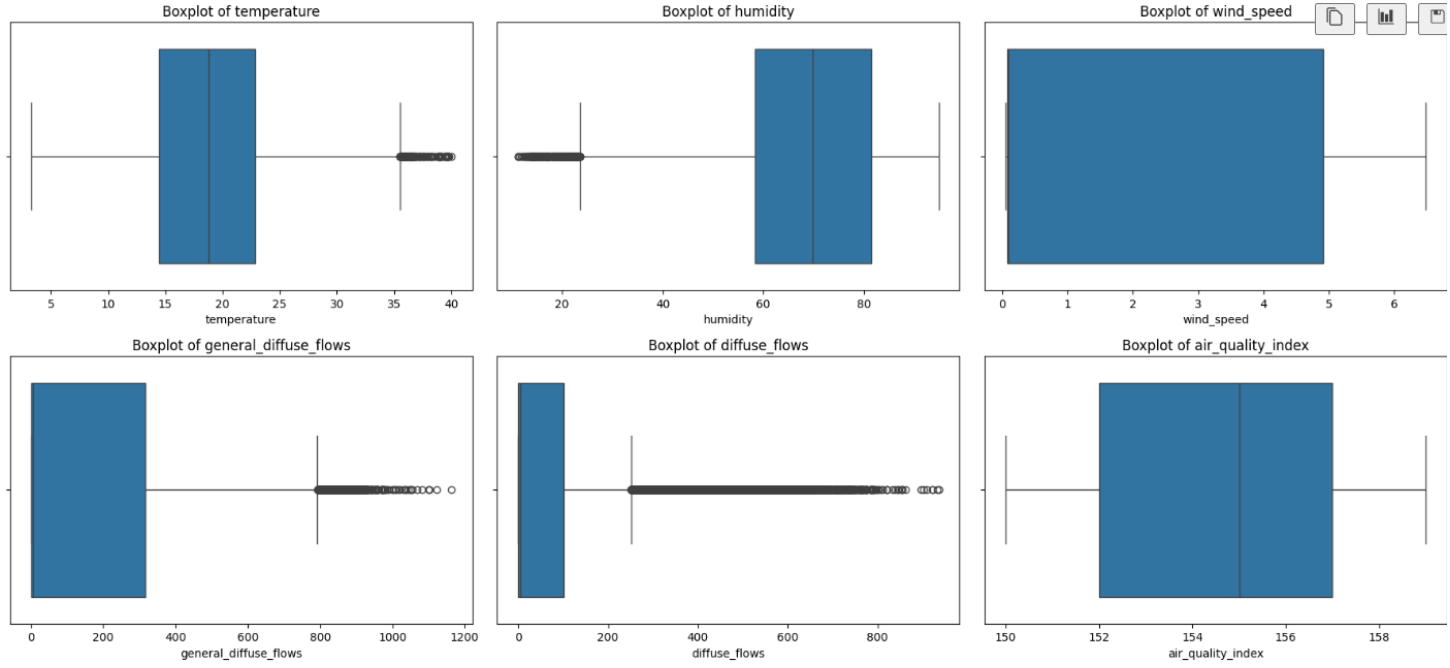 Boxplot of temperature
5 10 15 20 25 30 35 40
temperature
Boxplot of humidity
20 40 60 80
humidity
Boxplot of wind_speed
0 1 2 3 4 5 6
wind_speed
Boxplot of general_diffuse_flows
0 200 400 600 800 1000 1200
general_diffuse_flows
Boxplot of diffuse_flows
0 200 400 600 800
diffuse_flows
Boxplot of air_quality_index
150 152 154 156 158
air_quality_index